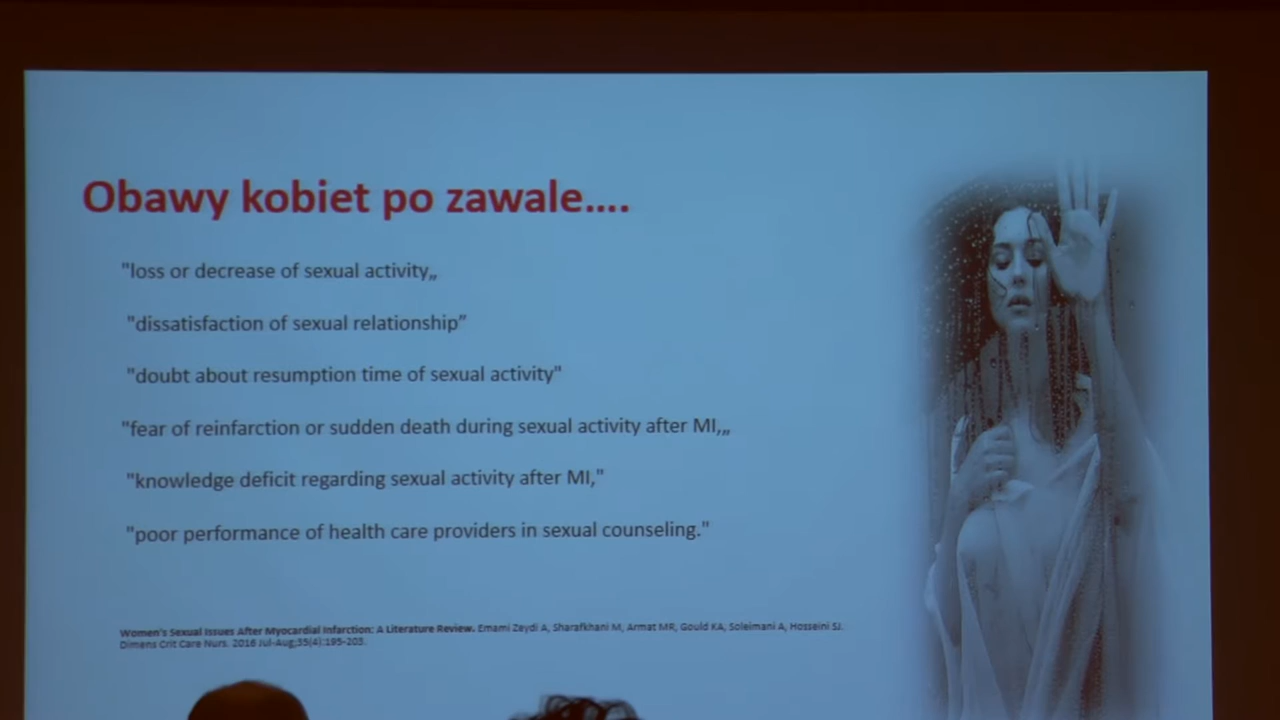 Obawy kobiet po zawale....
"loss or decrease of sexual activity„
"dissatisfaction of sexual relationship”
"doubt about resumption time of sexual activity"
"fear of reinfarction or sudden death during sexual activity after MI,„
"knowledge deficit regarding sexual activity after MI,"
"poor performance of health care providers in sexual counseling."
Women's Sexual Issues After Myocardial Infarction: A Literature Review. Emami Zeydi A, Sharafkhani M, Armat MR, Gould KA, Soleimani A, Hosseini SJ.
Dimens Crit Care Nurs. 2016 Jul-Aug;35(4):195-203.